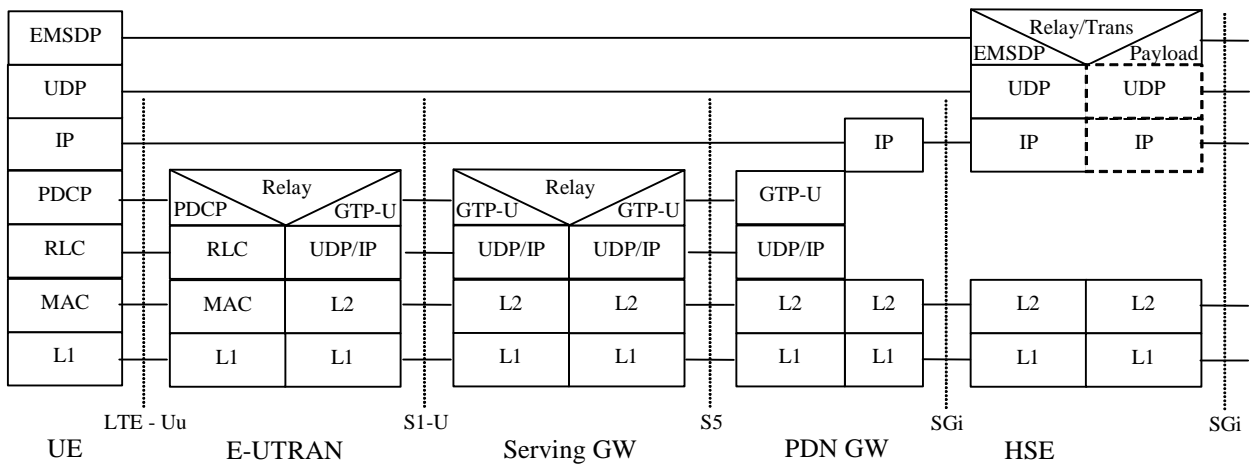 EMSDP
Relay/Trans
EMSDP
Payload
UDP
UDP
UDP
IP
IP
IP
IP
PDCP
Relay
PDCP
GTP-U
Relay
GTP-U
GTP-U
GTP-U
RLC
RLC
UDP/IP
UDP/IP
UDP/IP
UDP/IP
MAC
MAC
L2
L2
L2
L2
L2
L2
L2
L1
L1
L1
L1
L1
L1
L1
L1
L1
LTE - Uu
S1-U
S5
SGi
SGi
UE
E-UTRAN
Serving GW
PDN GW
HSE